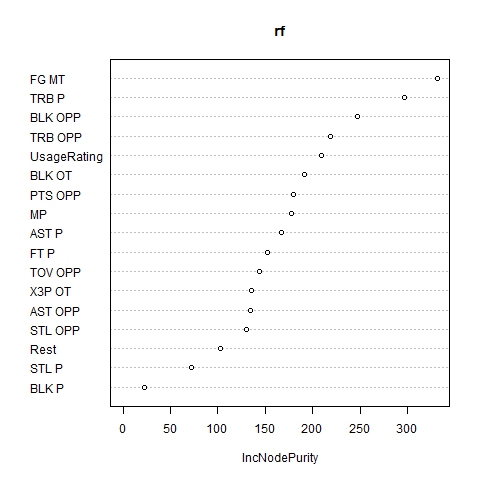 rf
FG MT
TRB P
BLK OPP
TRB OPP
UsageRating
BLK OT
PTS OPP
MP
AST P
FT P
TOV OPP
X3P OT
AST OPP
STL OPP
Rest
STL P
BLK P
0 50 100 150 200 250 300
IncNodePurity